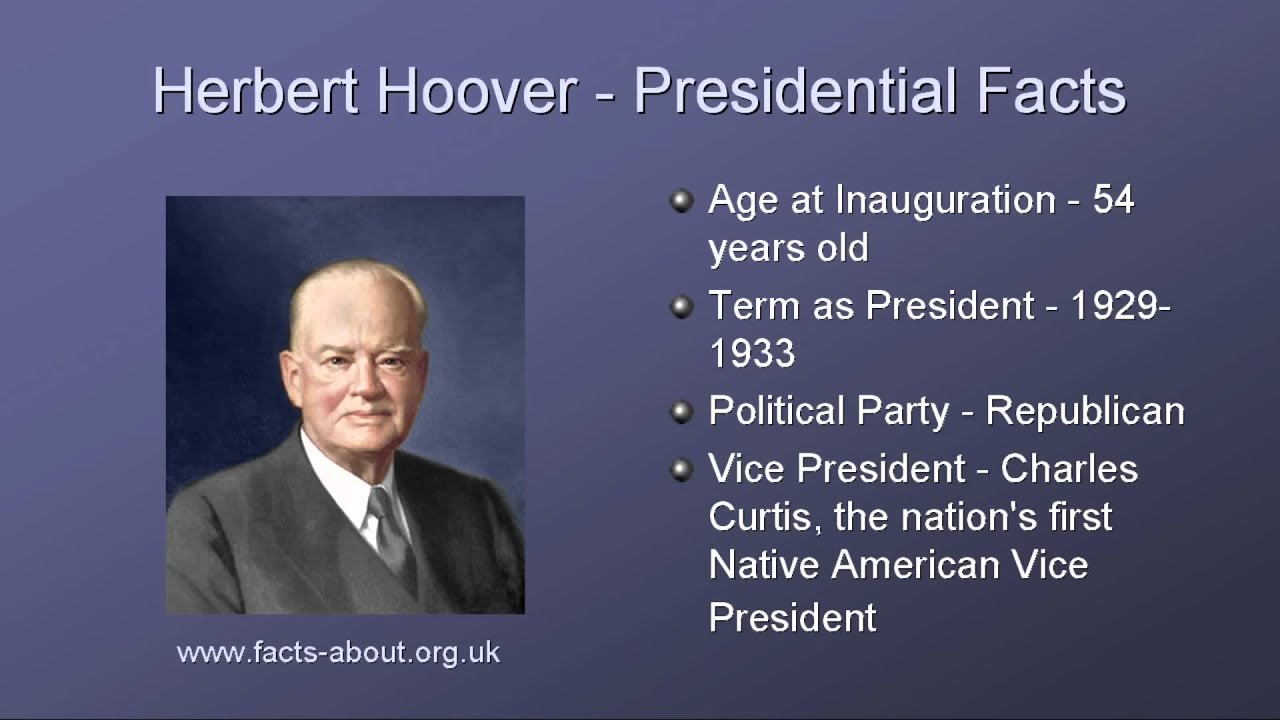 Herbert Hoover - Presidential Facts
Age at Inauguration - 54
years old
Term as President - 1929-
1933
Political Party - Republican
Vice President - Charles
Curtis, the nation's first
Native American Vice
President
www.facts-about.org.uk